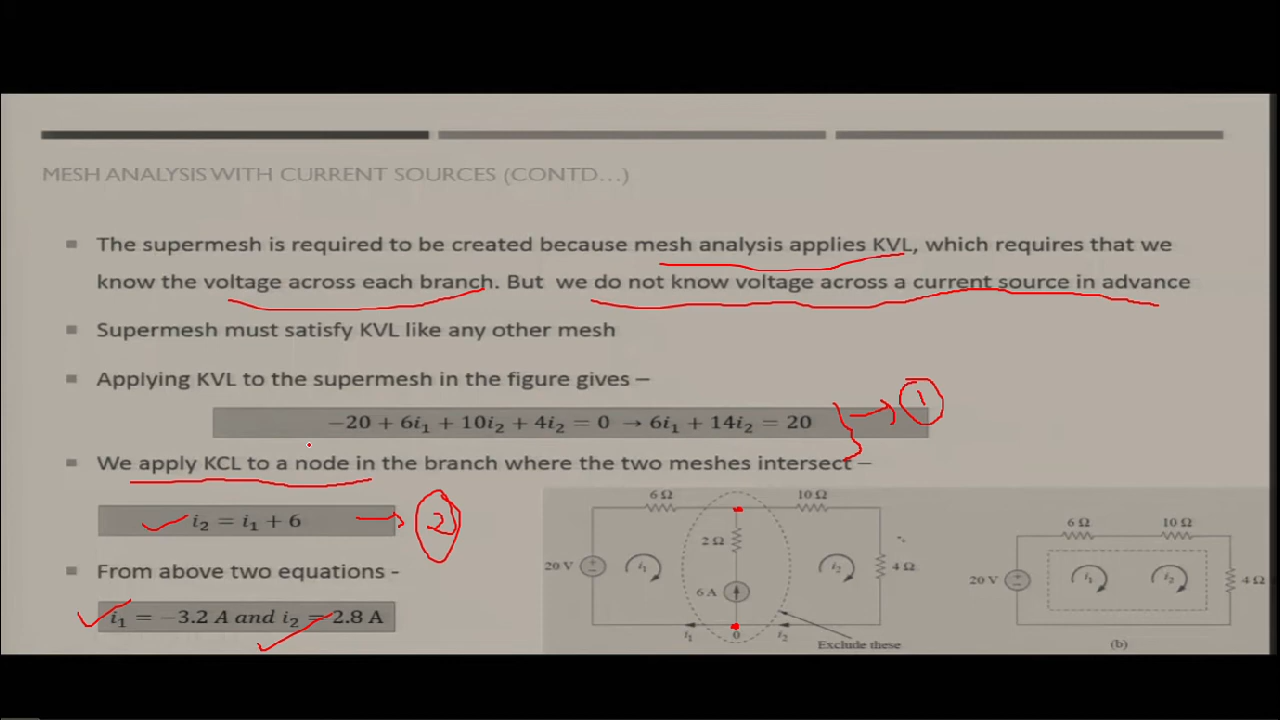 MESH ANALYSIS WITH CURRENT SOURCES (CONTD...)
The supermesh is required to be created because mesh analysis applies KVL, which requires that we
know the voltage across each branch. But we do not know voltage across a current source in advance
Supermesh must satisfy KVL like any other mesh
Applying KVL to the supermesh in the figure gives –
−20 + 6i₁ + 10i₂ + 4i₂ = 0 → 6i₁ + 14i₂ = 20
1
We apply KCL to a node in the branch where the two meshes intersect –
i₂ = i₁ + 6
2
From above two equations -
i₁ = −3.2 A and i₂ = 2.8 A
6 Ω 10 Ω
2 Ω
20 V i₁ i₂ 4 Ω
6 A
i₁ 0 i₂
Exclude these
6 Ω 10 Ω
20 V i₁ i₂ 4 Ω
(b)